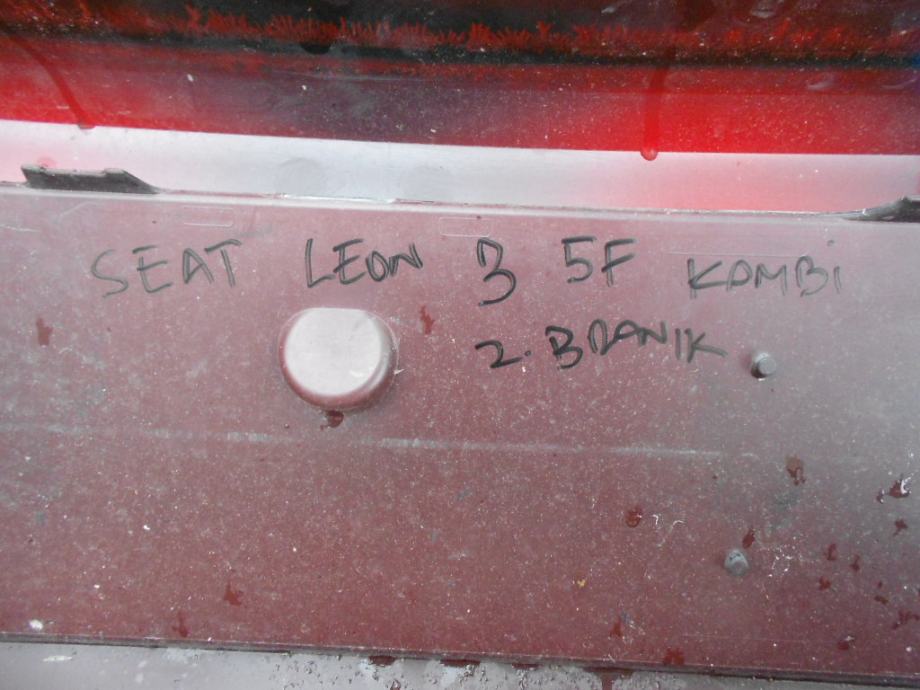 SEAT LEON 3 5F KOMBi
2. BRANIK